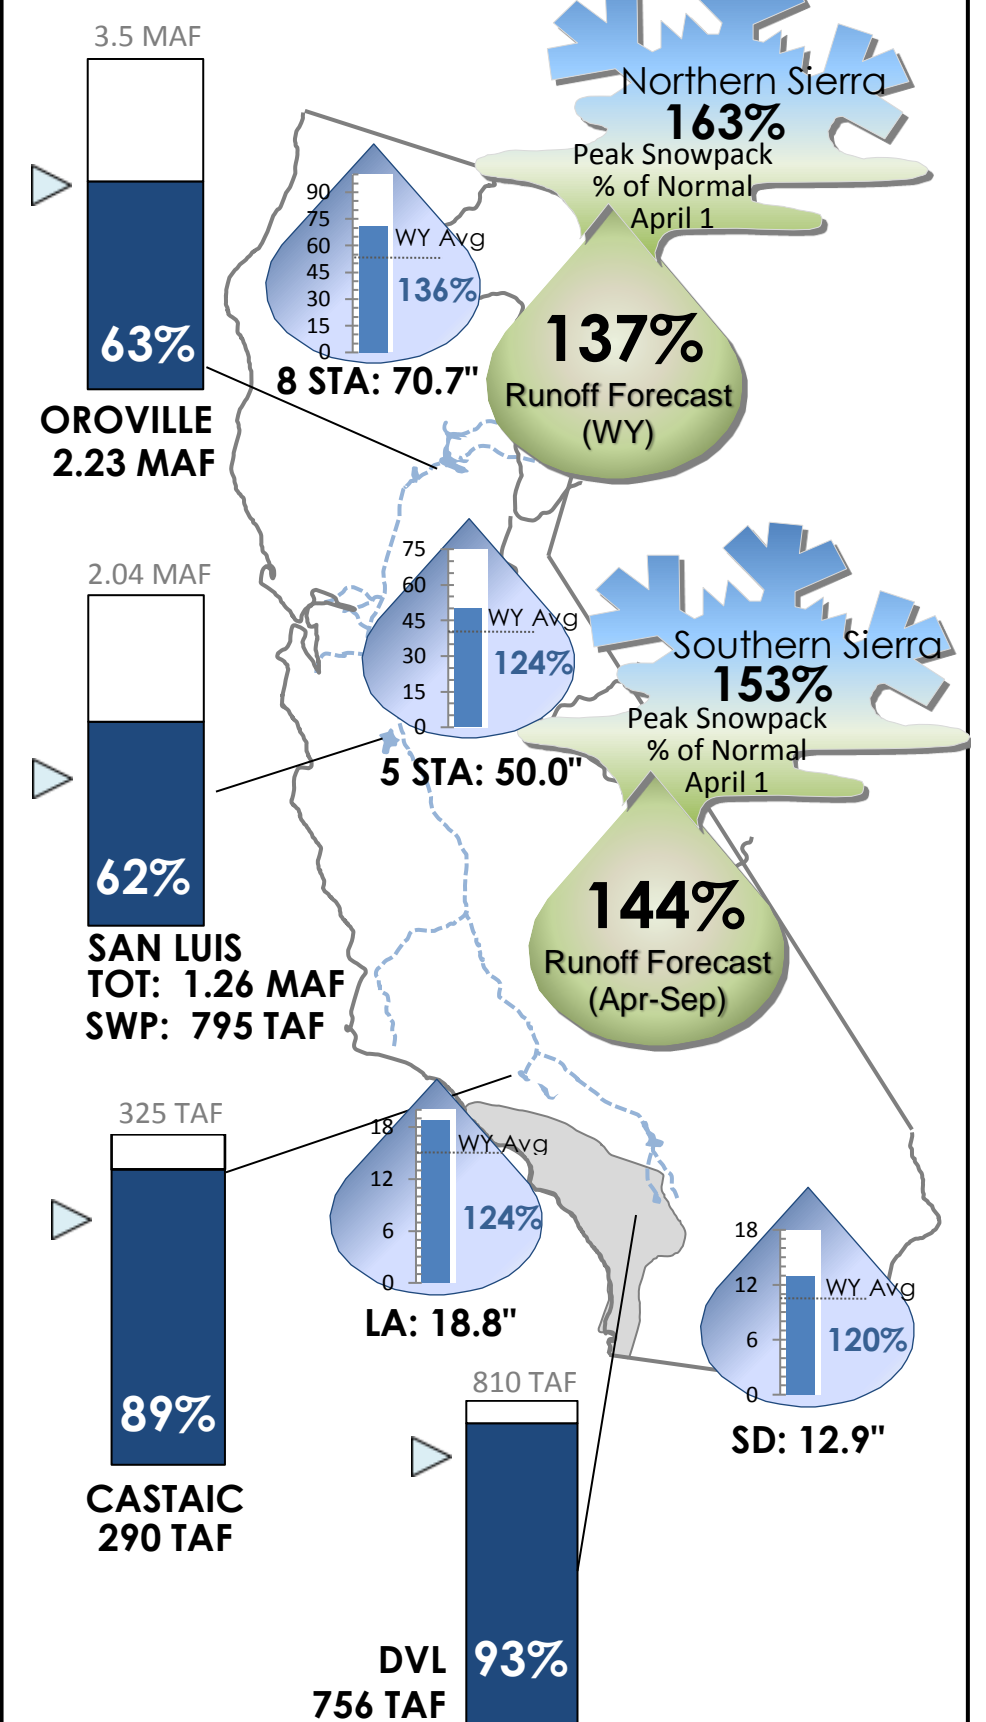 3.5 MAF
63%
OROVILLE
2.23 MAF
Northern Sierra
163%
Peak Snowpack
% of Normal
April 1
137%
Runoff Forecast
(WY)
90
75
60
45
30
15
0
WY Avg
136%
8 STA: 70.7"
2.04 MAF
62%
SAN LUIS
TOT: 1.26 MAF
SWP: 795 TAF
75
60
45
30
15
0
WY Avg
124%
5 STA: 50.0"
Southern Sierra
153%
Peak Snowpack
% of Normal
April 1
144%
Runoff Forecast
(Apr-Sep)
325 TAF
89%
CASTAIC
290 TAF
18
12
6
0
WY Avg
124%
LA: 18.8"
18
12
6
0
WY Avg
120%
SD: 12.9"
810 TAF
93%
DVL
756 TAF